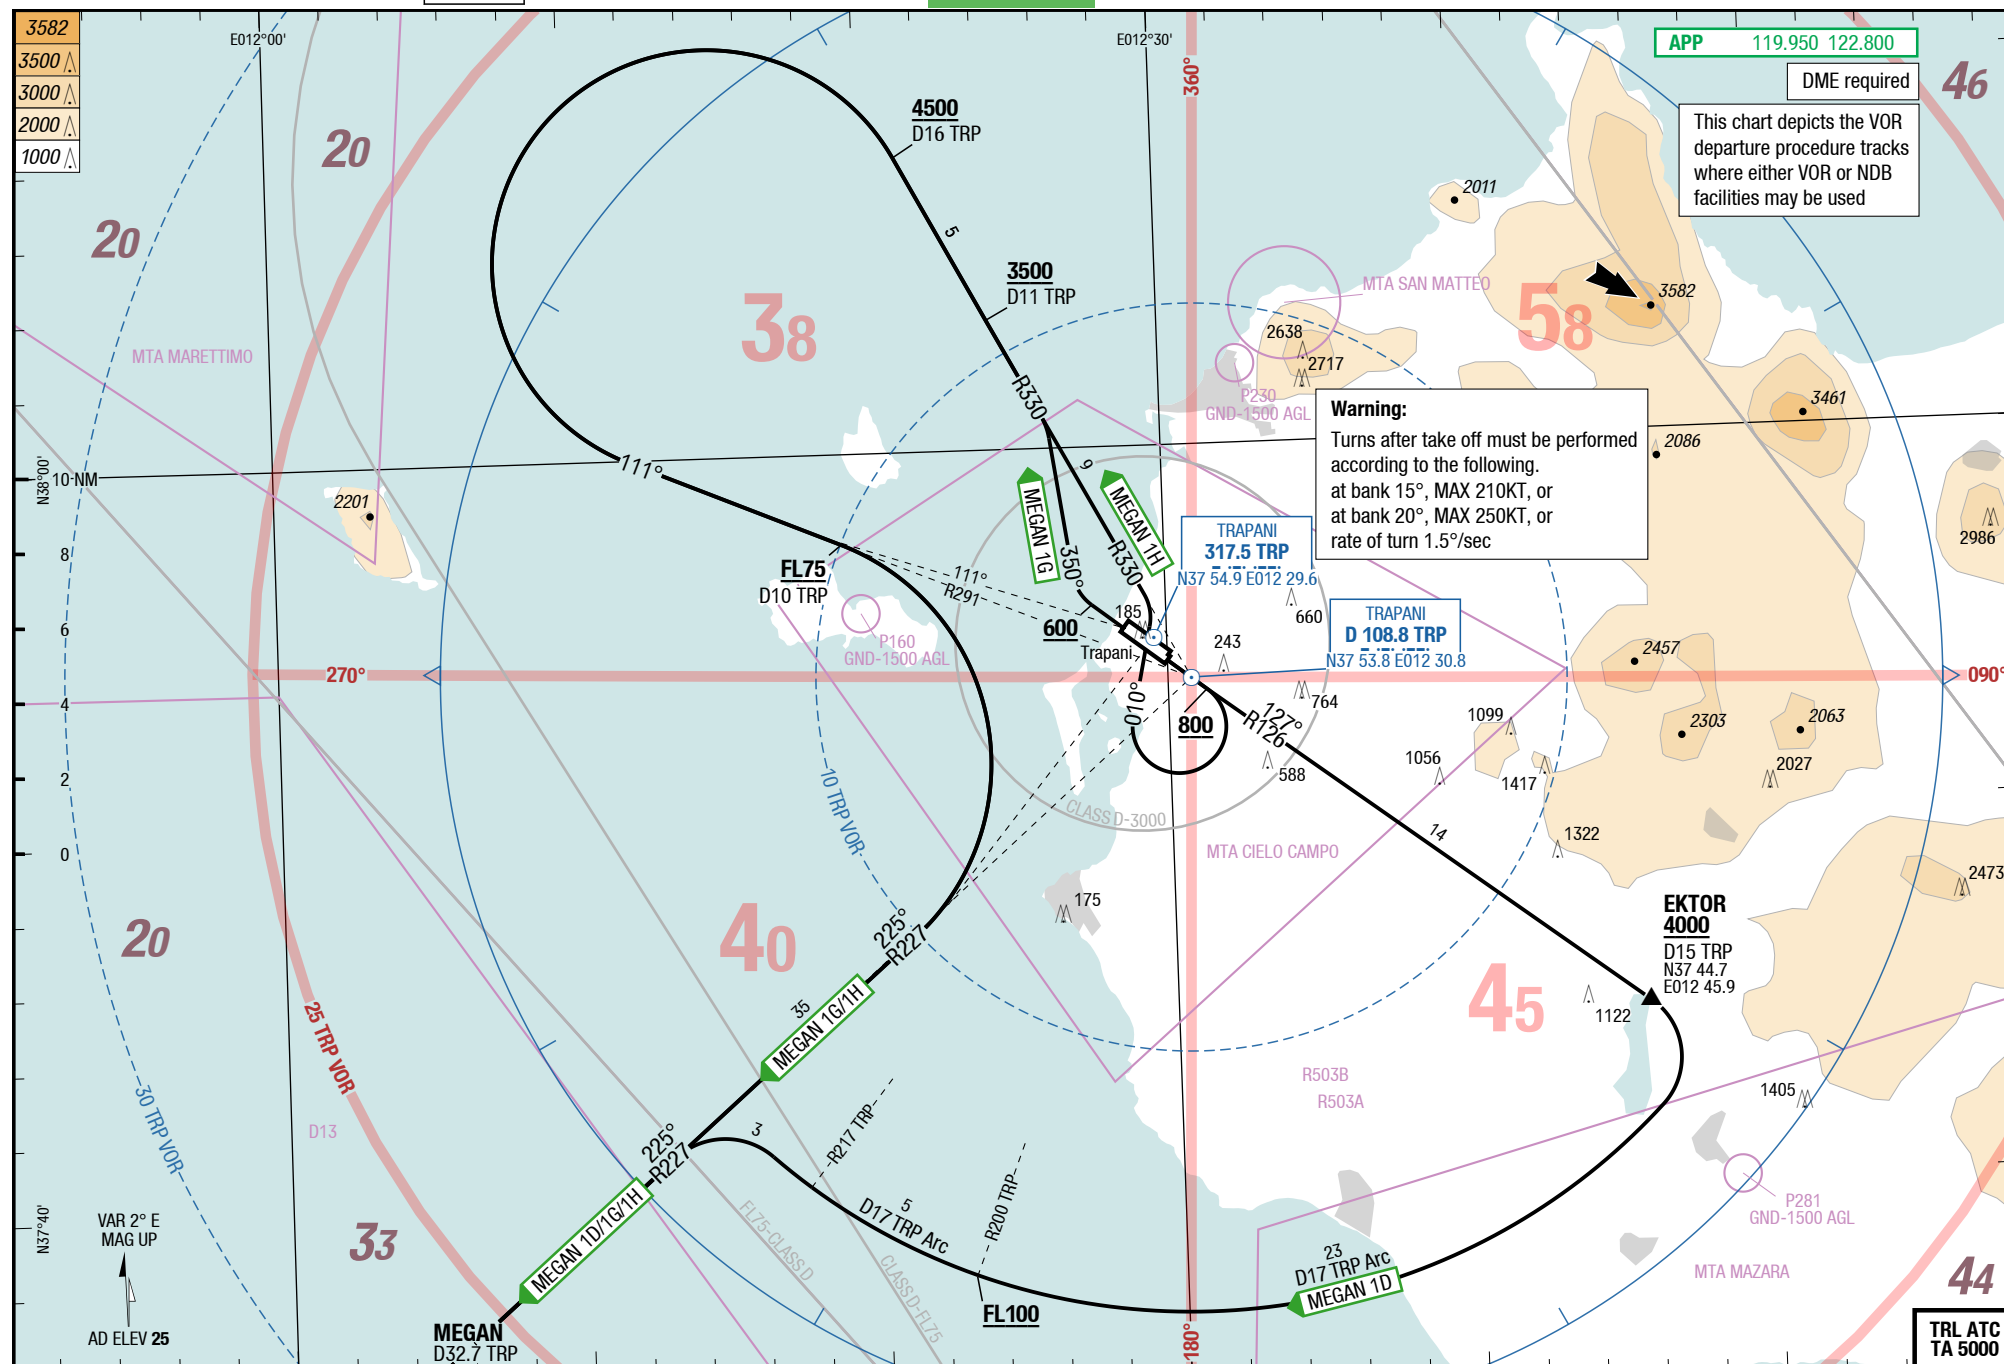 3582
3500
3000
2000
1000
E012°00'
E012°30'
360°
APP 119.950 122.800
DME required
This chart depicts the VOR
departure procedure tracks
where either VOR or NDB
facilities may be used
46
20
20
4500
D16 TRP
5
3500
D11 TRP
2011
3582
58
38
MTA MARETTIMO
MTA SAN MATTEO
2638
2717
P230
GND-1500 AGL
Warning:
Turns after take off must be performed
according to the following.
at bank 15°, MAX 210KT, or
at bank 20°, MAX 250KT, or
rate of turn 1.5°/sec
3461
2086
2986
R330
9
MEGAN 1G
MEGAN 1H
350°
R330
111°
N38°00'
10 NM
8
6
4
2
0
2201
TRAPANI
317.5 TRP
N37 54.9 E012 29.6
TRAPANI
D 108.8 TRP
N37 53.8 E012 30.8
FL75
D10 TRP
111°
R291
185
600
Trapani
660
243
764
P160
GND-1500 AGL
270°
090°
010°
800
127°
R126
588
2457
2303
2063
2027
1099
1056
1417
1322
2473
10 TRP VOR
CLASS D-3000
MTA CIELO CAMPO
14
175
20
40
45
225°
R227
35
MEGAN 1G/1H
EKTOR
4000
D15 TRP
N37 44.7
E012 45.9
1122
25 TRP VOR
30 TRP VOR
D13
R503B
R503A
1405
225°
R227
3
R217 TRP
5
D17 TRP Arc
R200 TRP
MEGAN 1D/1G/1H
FL75-CLASS D
CLASS D-FL75
FL100
23
D17 TRP Arc
MEGAN 1D
P281
GND-1500 AGL
MTA MAZARA
N37°40'
VAR 2° E
MAG UP
AD ELEV 25
33
44
MEGAN
D32.7 TRP
180°
TRL ATC
TA 5000